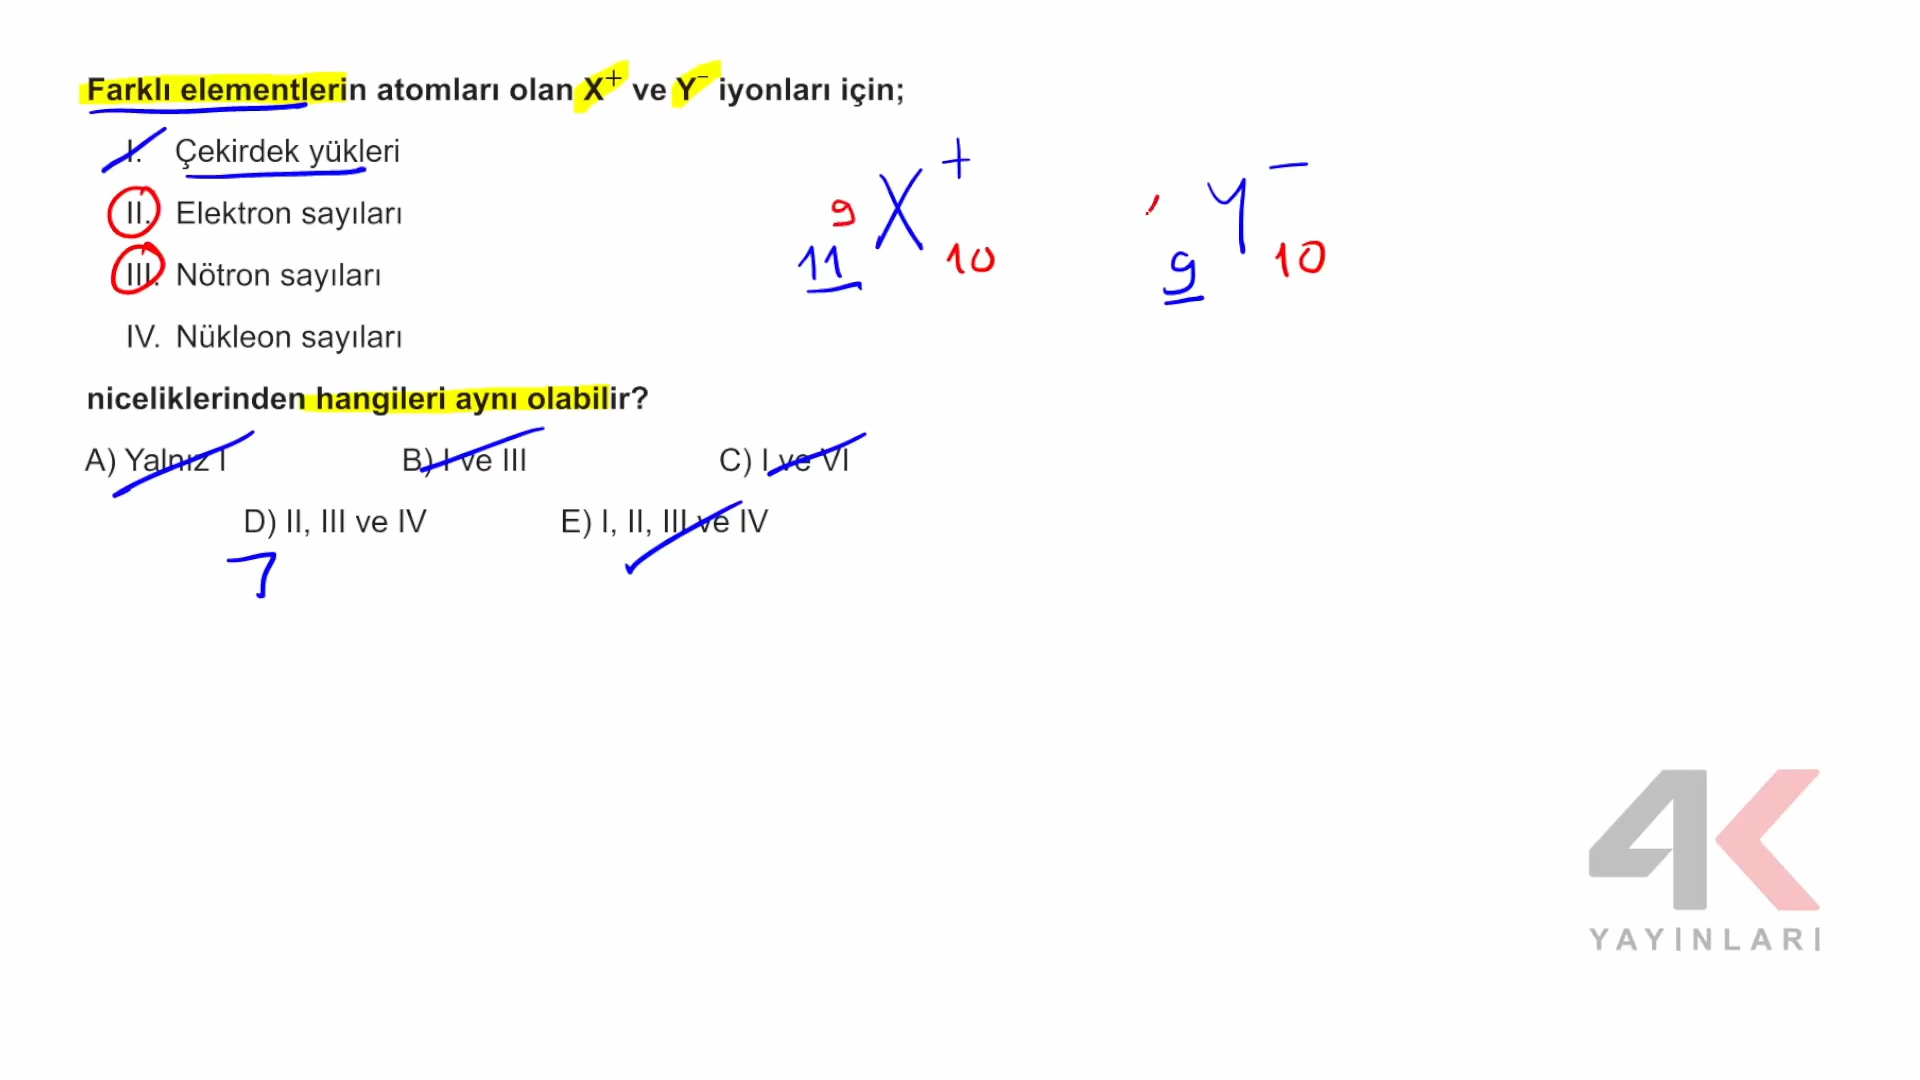 Farklı elementlerin atomları olan X⁺ ve Y⁻ iyonları için;
I. Çekirdek yükleri
II. Elektron sayıları
III. Nötron sayıları
IV. Nükleon sayıları
niceliklerinden hangileri aynı olabilir?
A) Yalnız I B) I ve III C) I ve VI
D) II, III ve IV E) I, II, III ve IV
9 X +
11 10
Y −
9 10
4K
YAYINLARI